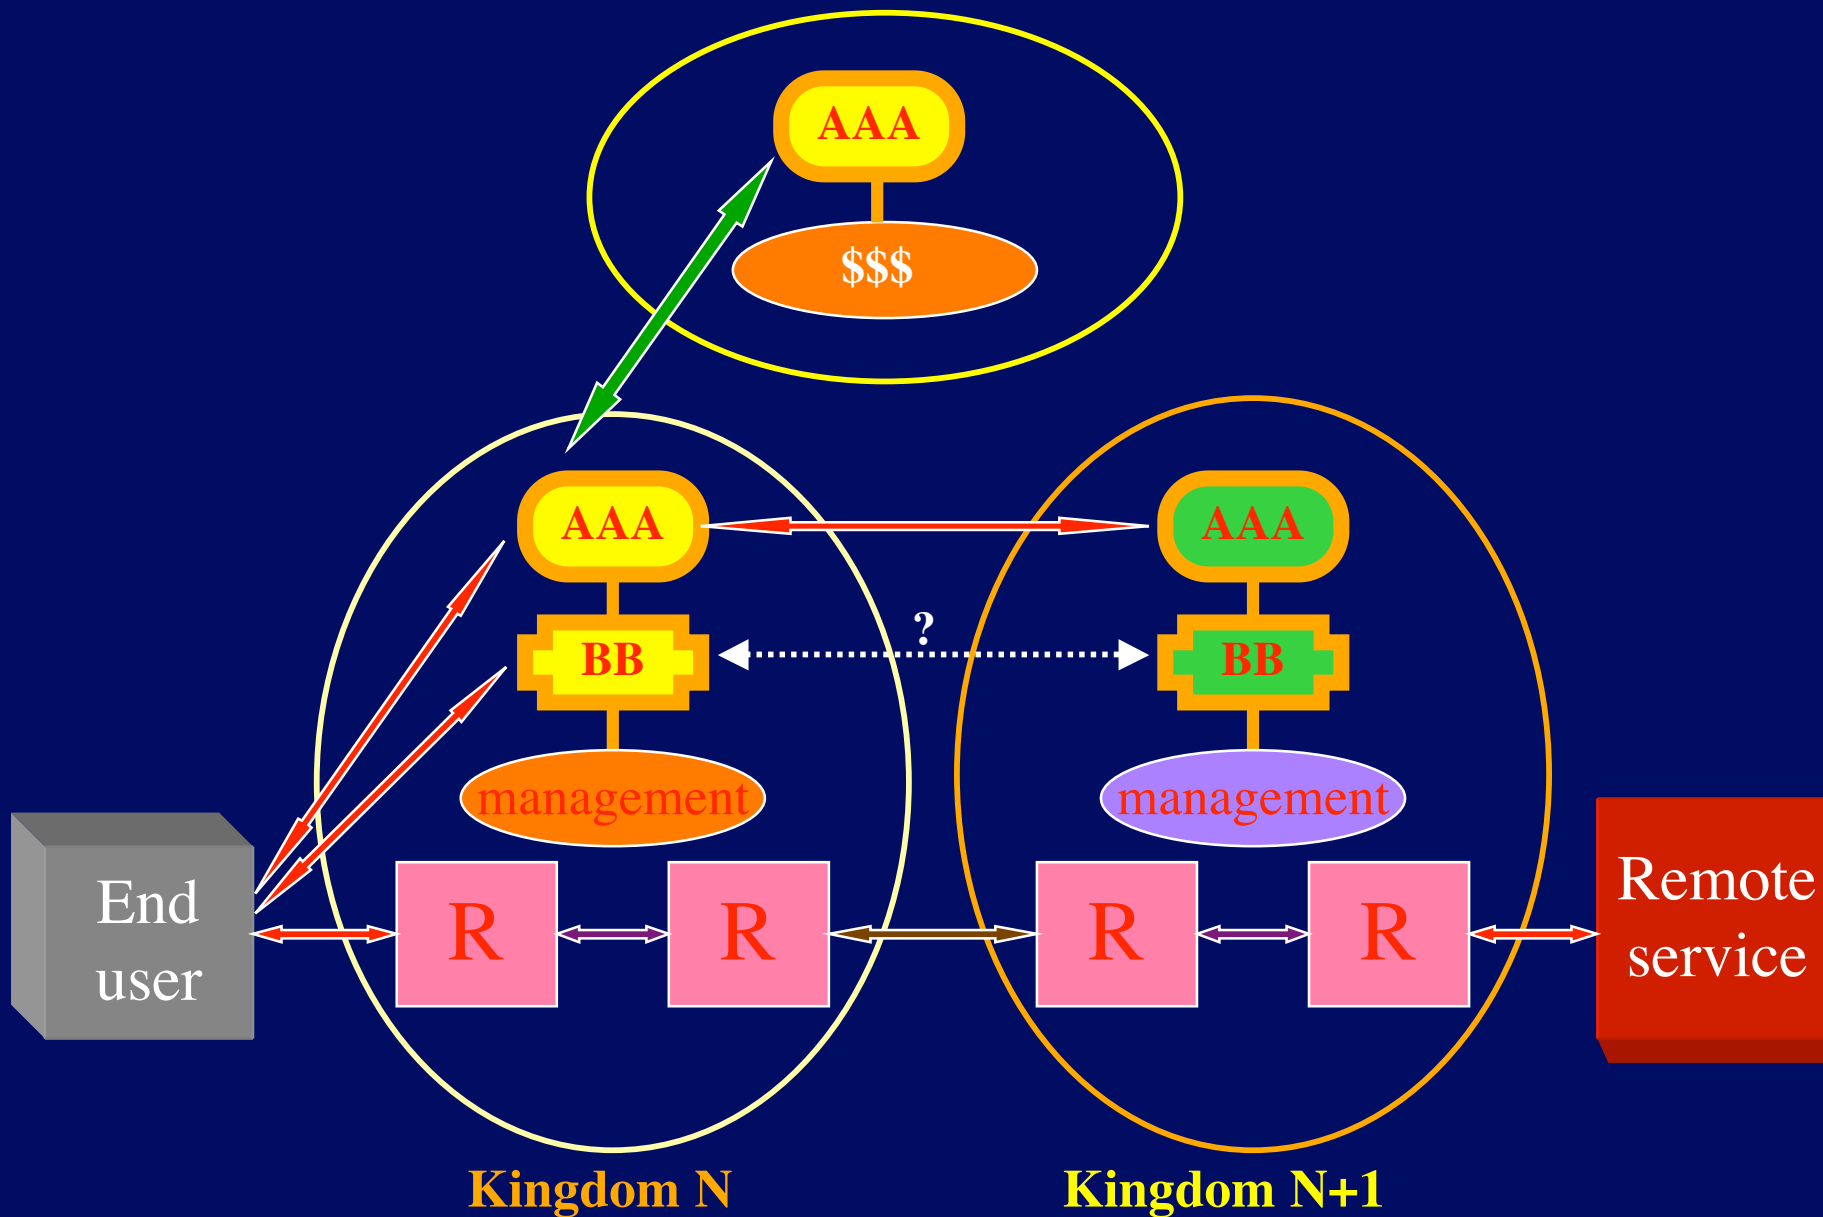 AAA
$$$
AAA
AAA
?
BB
BB
management
management
End
user
R
R
R
R
Remote
service
Kingdom N
Kingdom N+1